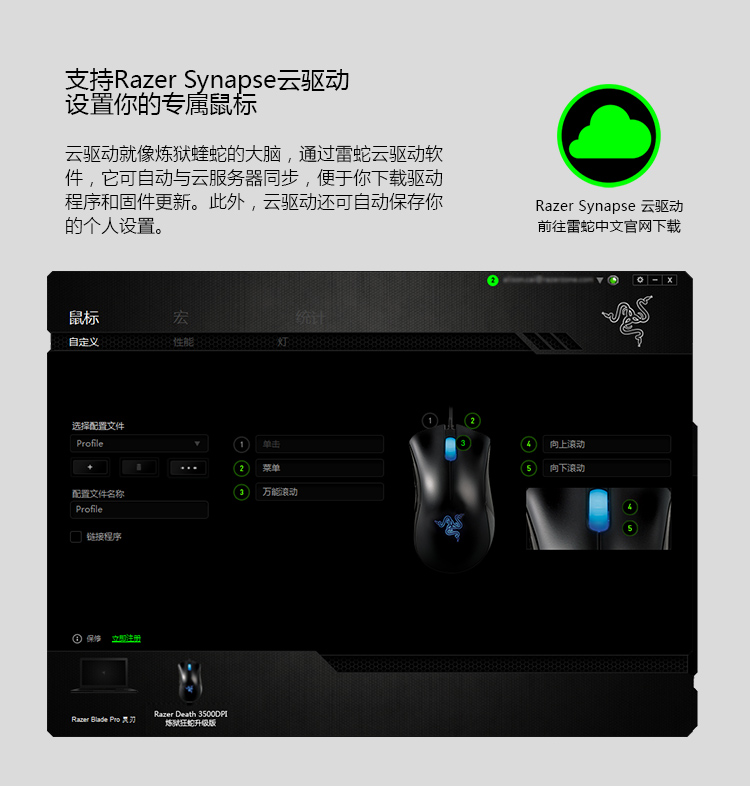 支持Razer Synapse云驱动
设置你的专属鼠标
云驱动就像炼狱蝰蛇的大脑，通过雷蛇云驱动软
件，它可自动与云服务器同步，便于你下载驱动
程序和固件更新。此外，云驱动还可自动保存你
的个人设置。
Razer Synapse 云驱动
前往雷蛇中文官网下载
2
鼠标 宏 统计
自定义 性能 灯
选择配置文件
Profile
配置文件名称
Profile
链接程序
1 单击
2 菜单
3 万能滚动
1 2
3
4 向上滚动
5 向下滚动
4
5
保修 立即注册
Razer Blade Pro 灵刃
Razer Death 3500DPI
炼狱狂蛇升级版